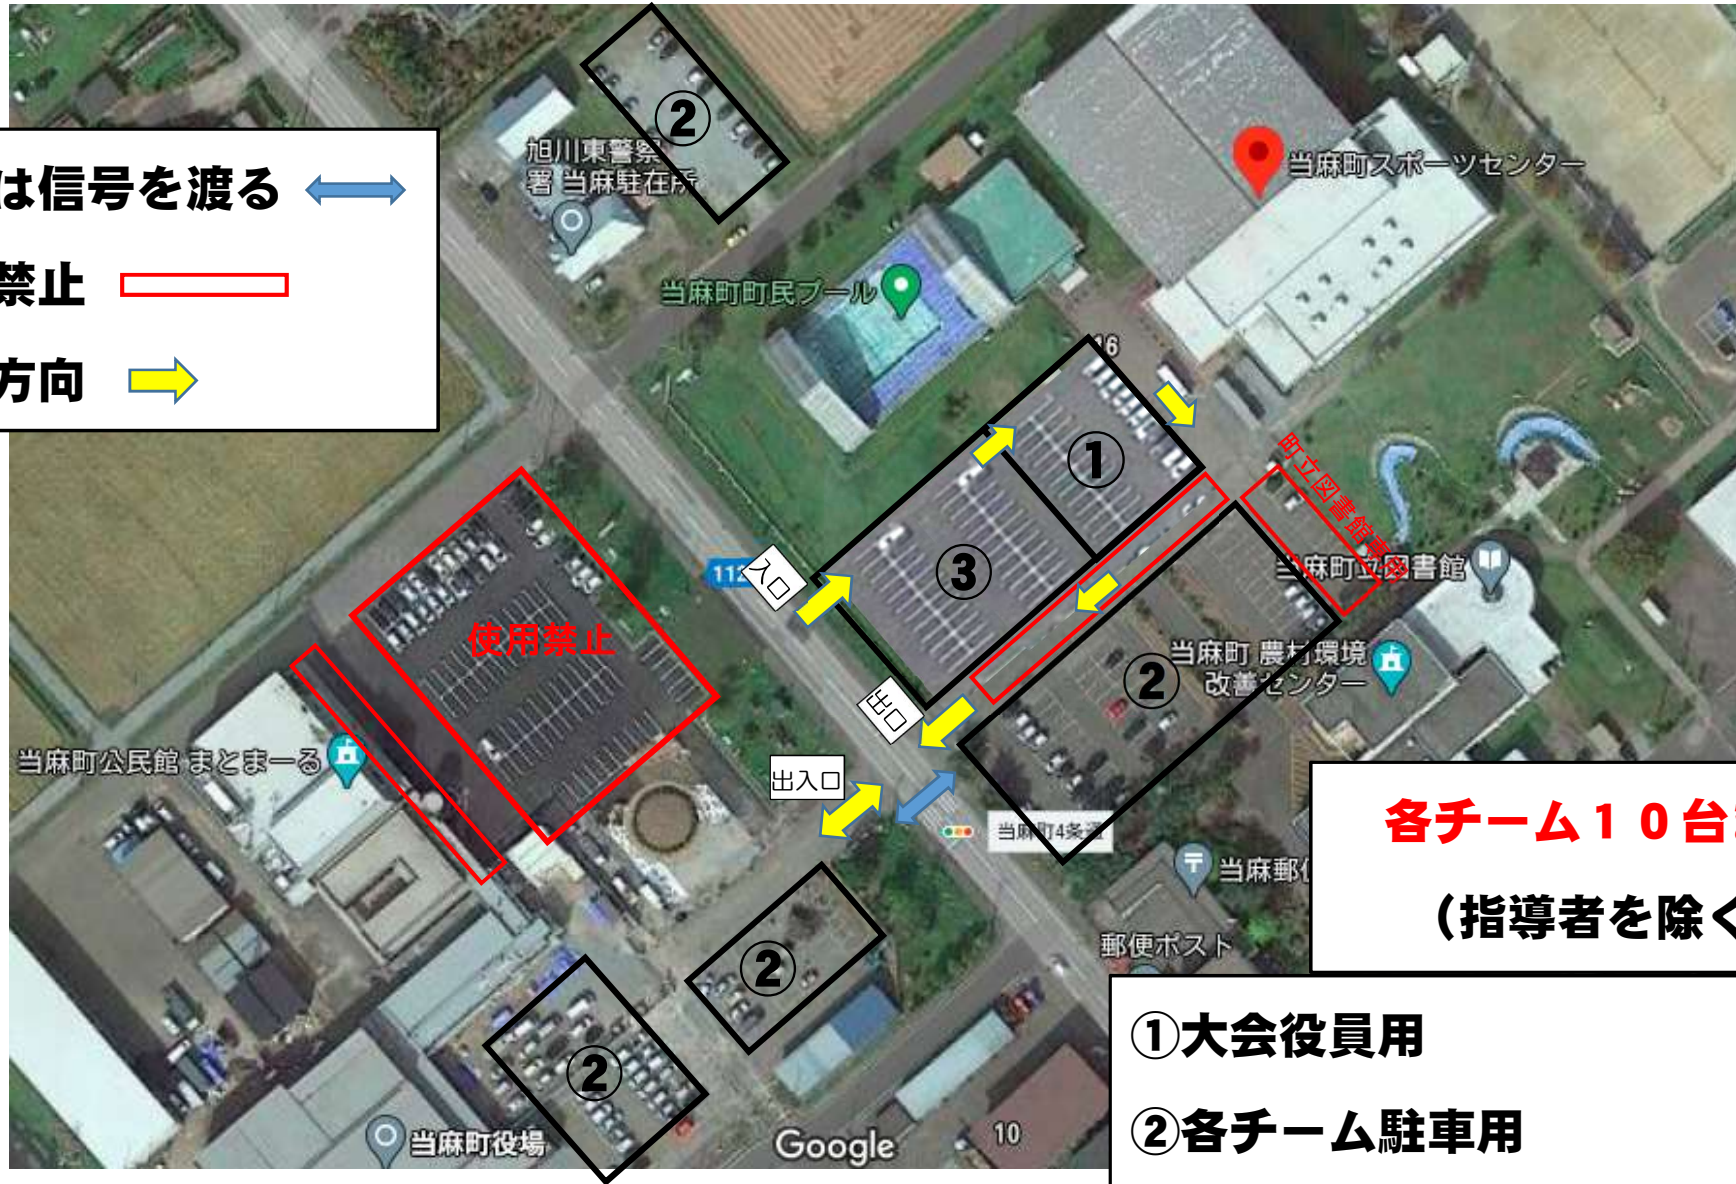 ②
旭川東警察
署 当麻駐在所
は信号を渡る
禁止
方向
当麻町スポーツセンター
当麻町町民プール
16
①
町立図書館専用
当麻町立図書館
112
入口
③
使用禁止
当麻町 農村環境
改善センター
②
出口
当麻町公民館 まとまーる
出入口
当麻町4条通
各チーム10台
(指導者を除く
当麻郵便
郵便ポスト
②
②
①大会役員用
②各チーム駐車用
当麻町役場
Google
10